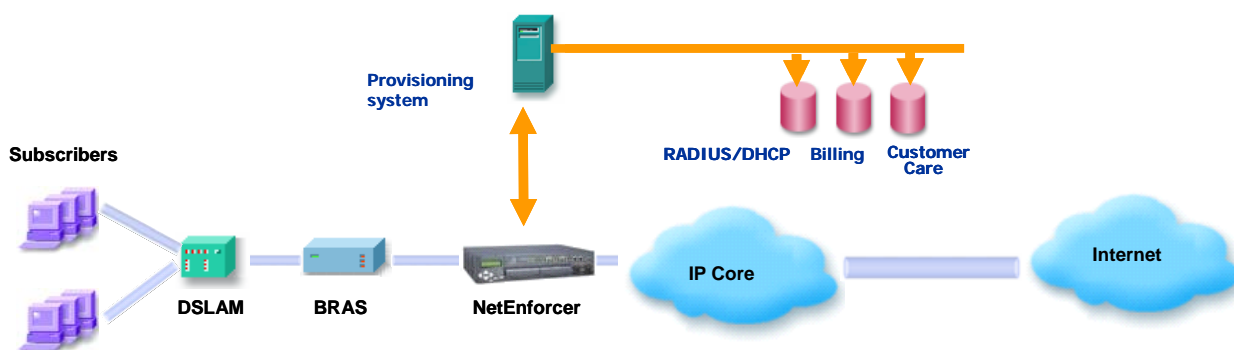 Provisioning
system
Subscribers
RADIUS/DHCP
Billing
Customer
Care
IP Core
Internet
DSLAM
BRAS
NetEnforcer